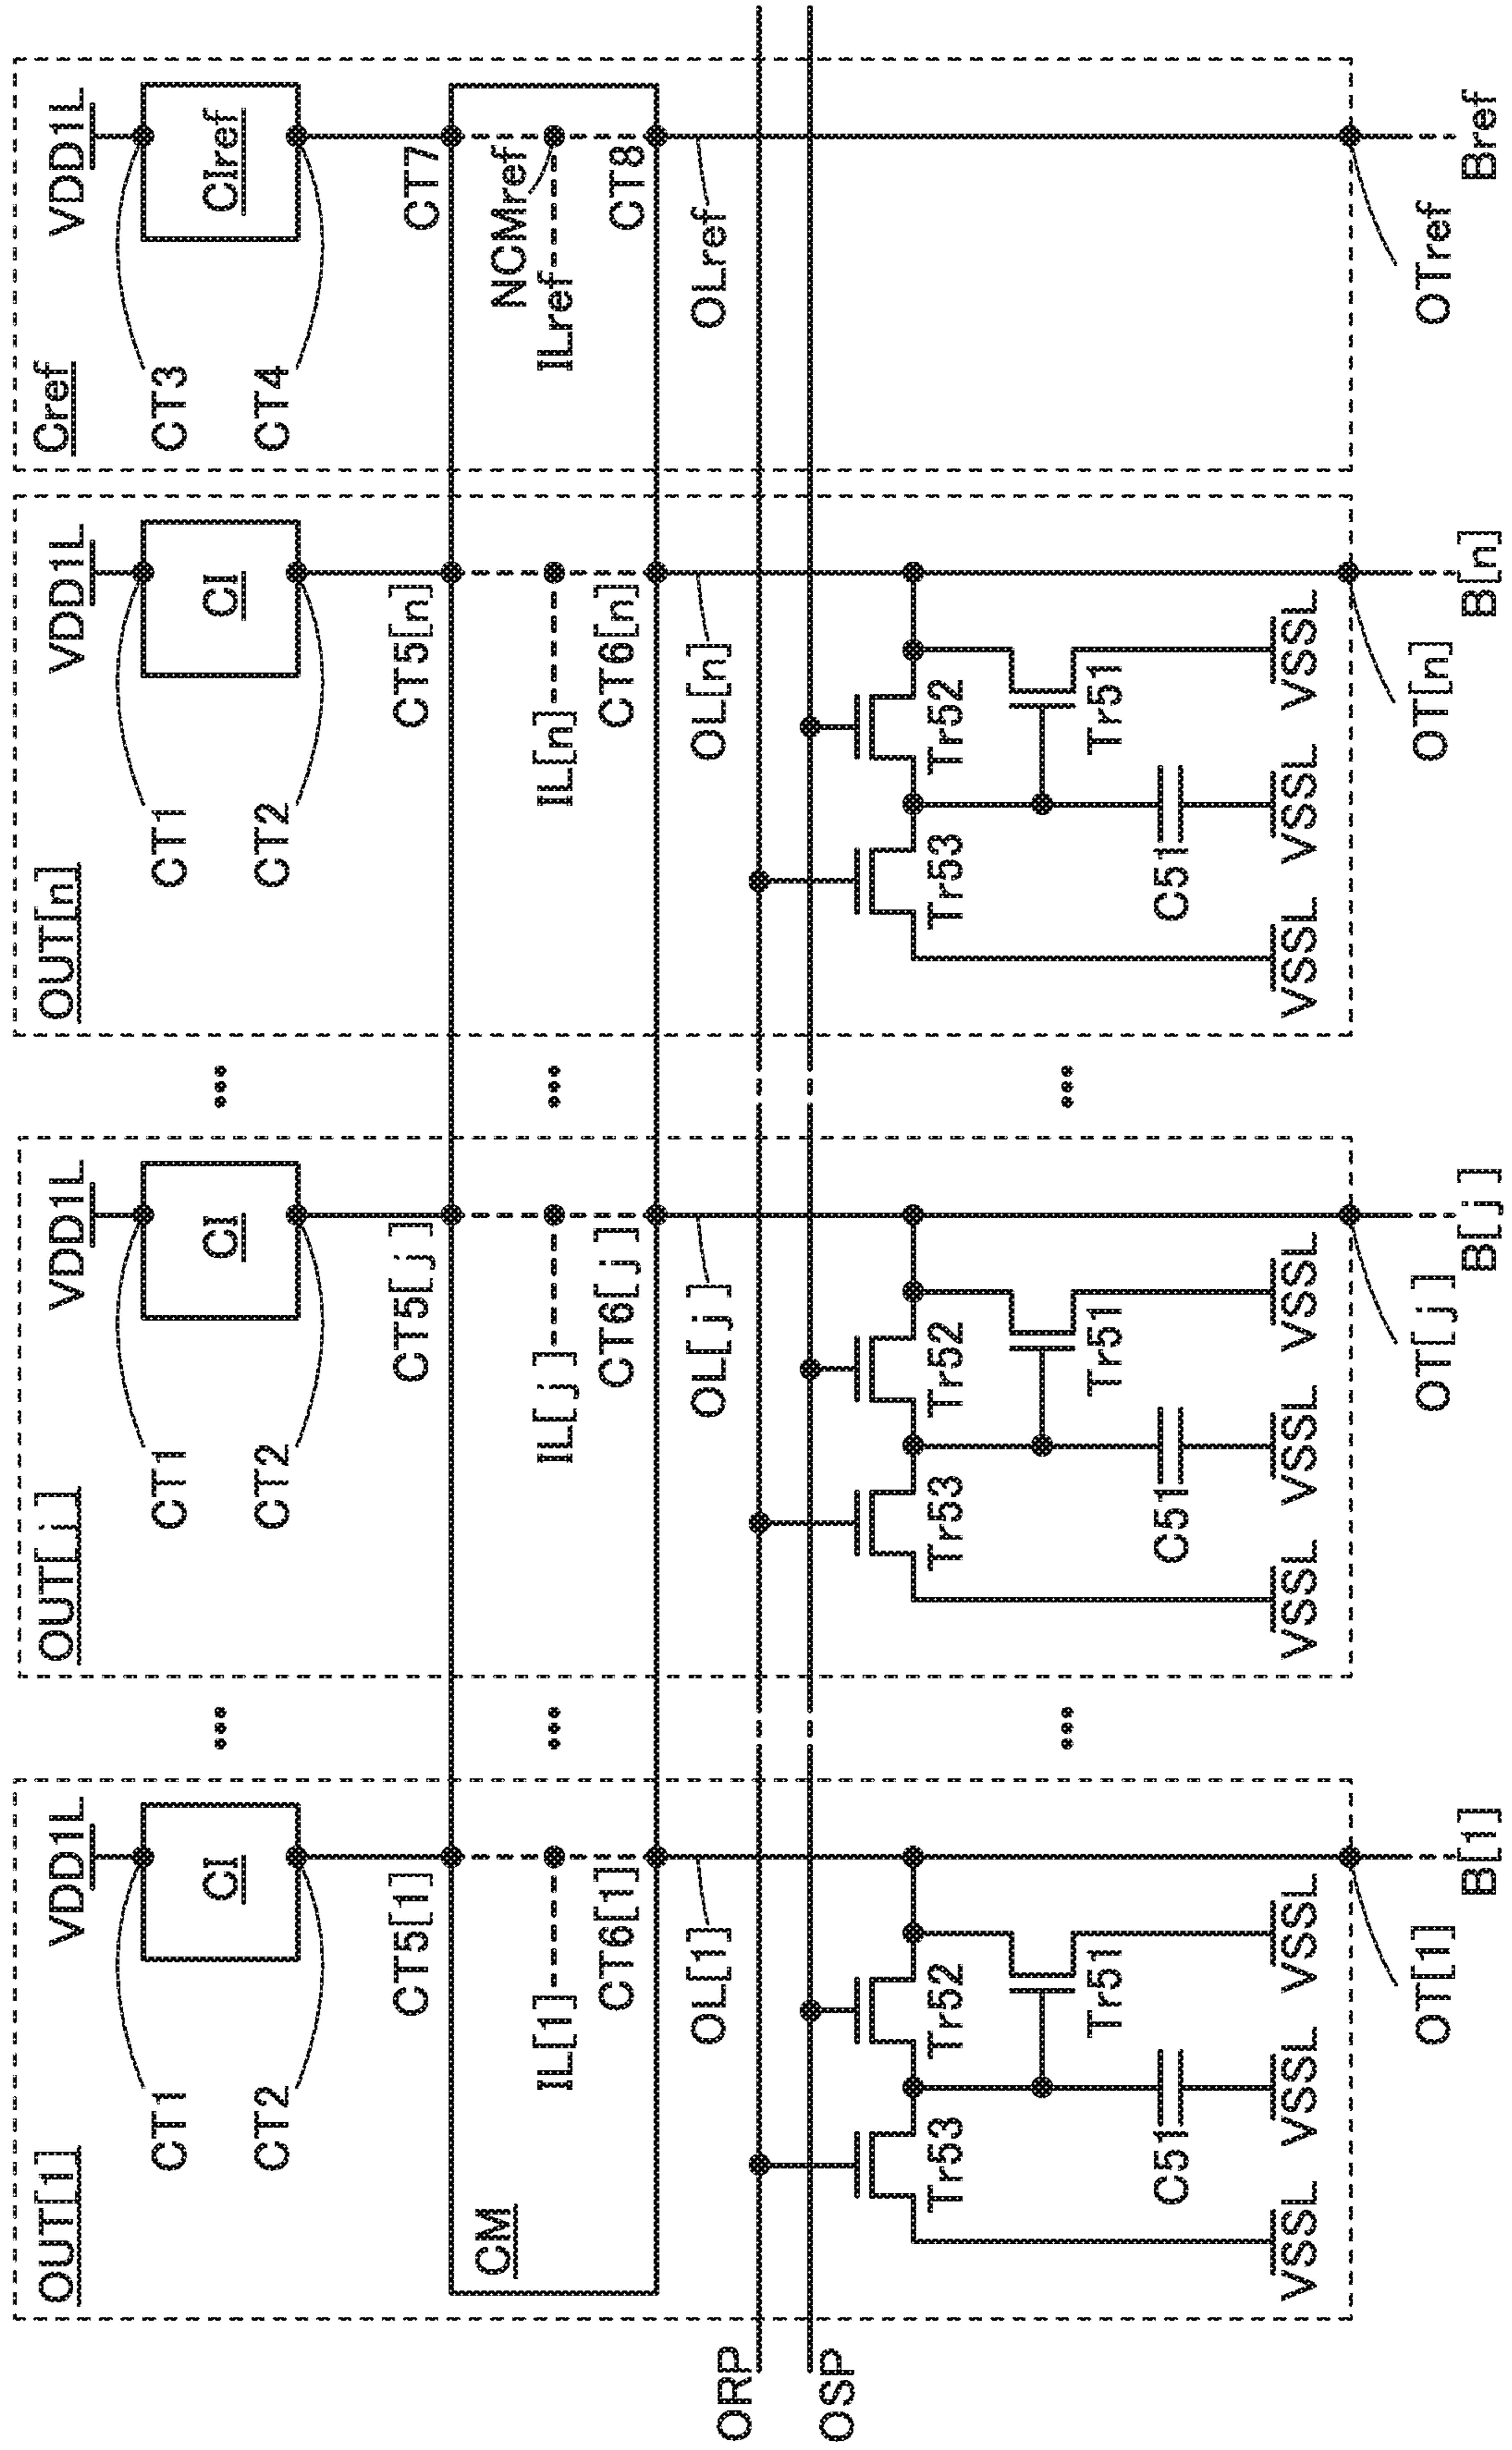 OUT[1]
VDD1L
CI
CT1
CT2
CT5[1]
CM
IL[1]
CT6[1]
OL[1]
ORP
OSP
Tr53
Tr52
Tr51
C51
VSSL
VSSL
VSSL
OT[1]
B[1]
...
...
...
OUT[j]
VDD1L
CI
CT1
CT2
CT5[j]
IL[j]
CT6[j]
OL[j]
Tr53
Tr52
Tr51
C51
VSSL
VSSL
VSSL
OT[j]
B[j]
...
...
...
OUT[n]
VDD1L
CI
CT1
CT2
CT5[n]
IL[n]
CT6[n]
OL[n]
Tr53
Tr52
Tr51
C51
VSSL
VSSL
VSSL
OT[n]
B[n]
Cref
VDD1L
CIref
CT3
CT4
CT7
NCMref
ILref
CT8
OLref
OTref
Bref